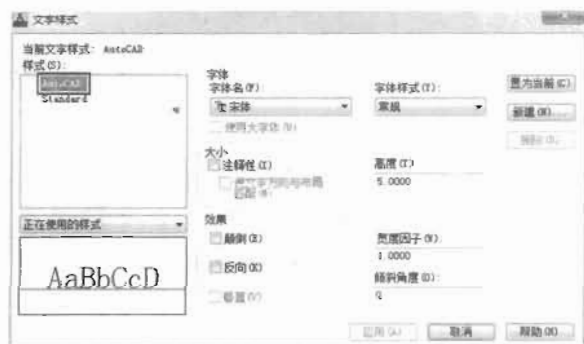 文字样式
当前文字样式: AutoCAD
样式(S):
AutoCAD
Standard
字体
字体名(F):
宋体
字体样式(Y):
常规
使用大字体(U)
大小
注释性(I)
高度(T)
5.0000
正在使用的样式
AaBbCcD
效果
颠倒(E)
反向(K)
垂直(V)
宽度因子(W):
1.0000
倾斜角度(O):
置为当前(C)
新建(N)...
应用(A)
取消
帮助(H)